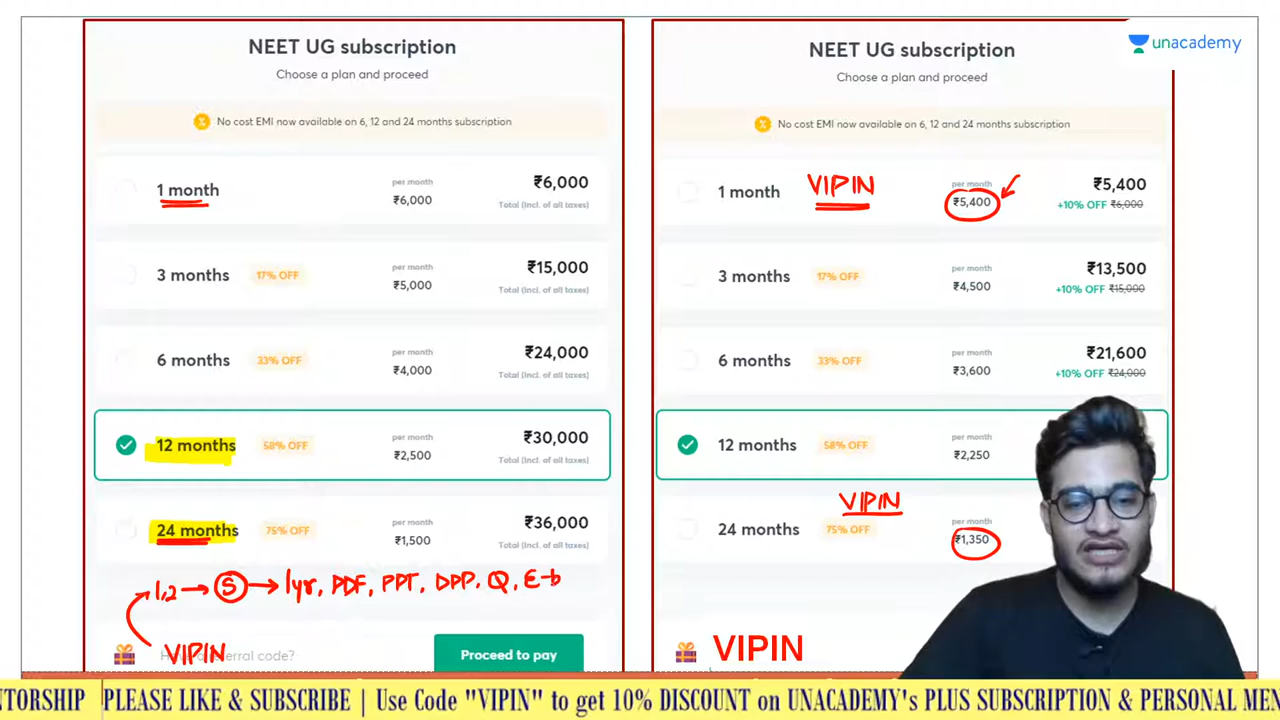 NEET UG subscription
Choose a plan and proceed
No cost EMI now available on 6, 12 and 24 months subscription
1 month
per month
₹6,000
₹6,000
Total (Incl. of all taxes)
3 months
17% OFF
per month
₹5,000
₹15,000
Total (Incl. of all taxes)
6 months
33% OFF
per month
₹4,000
₹24,000
Total (Incl. of all taxes)
12 months
58% OFF
per month
₹2,500
₹30,000
Total (Incl. of all taxes)
24 months
75% OFF
per month
₹1,500
₹36,000
Total (Incl. of all taxes)
1,2 → S → 1yr, PDF, PPT, DPP. Q, E-b
VIPIN
referral code?
Proceed to pay
unacademy
NEET UG subscription
Choose a plan and proceed
No cost EMI now available on 6, 12 and 24 months subscription
1 month
VIPIN
per month
₹5,400
₹5,400
+10% OFF ₹6,000
3 months
17% OFF
per month
₹4,500
₹13,500
+10% OFF ₹15,000
6 months
33% OFF
per month
₹3,600
₹21,600
+10% OFF ₹24,000
12 months
58% OFF
per month
₹2,250
VIPIN
24 months
75% OFF
per month
₹1,350
VIPIN
NTORSHIP PLEASE LIKE & SUBSCRIBE | Use Code "VIPIN" to get 10% DISCOUNT on UNACADEMY's PLUS SUBSCRIPTION & PERSONAL MEN